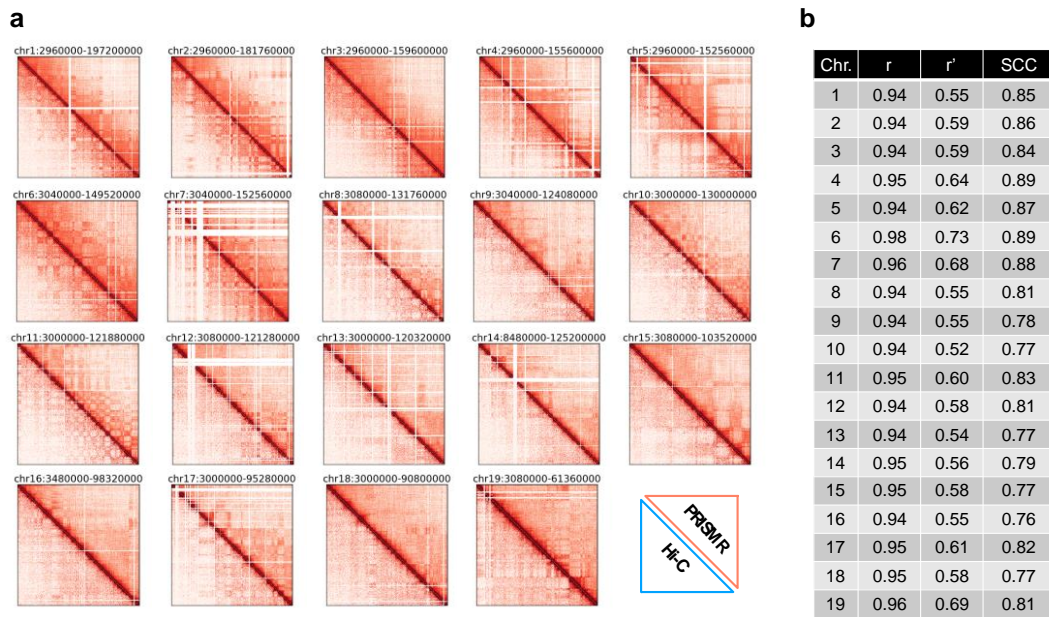 a
chr1:2960000-197200000
chr2:2960000-181760000
chr3:2960000-159600000
chr4:2960000-155600000
chr5:2960000-152560000
chr6:3040000-149520000
chr7:3040000-152560000
chr8:3080000-131760000
chr9:3040000-124080000
chr10:3000000-130000000
chr11:3000000-121880000
chr12:3080000-121280000
chr13:3000000-120320000
chr14:8480000-125200000
chr15:3080000-103520000
chr16:3480000-98320000
chr17:3000000-95280000
chr18:3000000-90800000
chr19:3080000-61360000
PRISMR
Hi-C
b
Chr. r r’ SCC
1 0.94 0.55 0.85
2 0.94 0.59 0.86
3 0.94 0.59 0.84
4 0.95 0.64 0.89
5 0.94 0.62 0.87
6 0.98 0.73 0.89
7 0.96 0.68 0.88
8 0.94 0.55 0.81
9 0.94 0.55 0.78
10 0.94 0.52 0.77
11 0.95 0.60 0.83
12 0.94 0.58 0.81
13 0.94 0.54 0.77
14 0.95 0.56 0.79
15 0.95 0.58 0.77
16 0.94 0.55 0.76
17 0.95 0.61 0.82
18 0.95 0.58 0.77
19 0.96 0.69 0.81